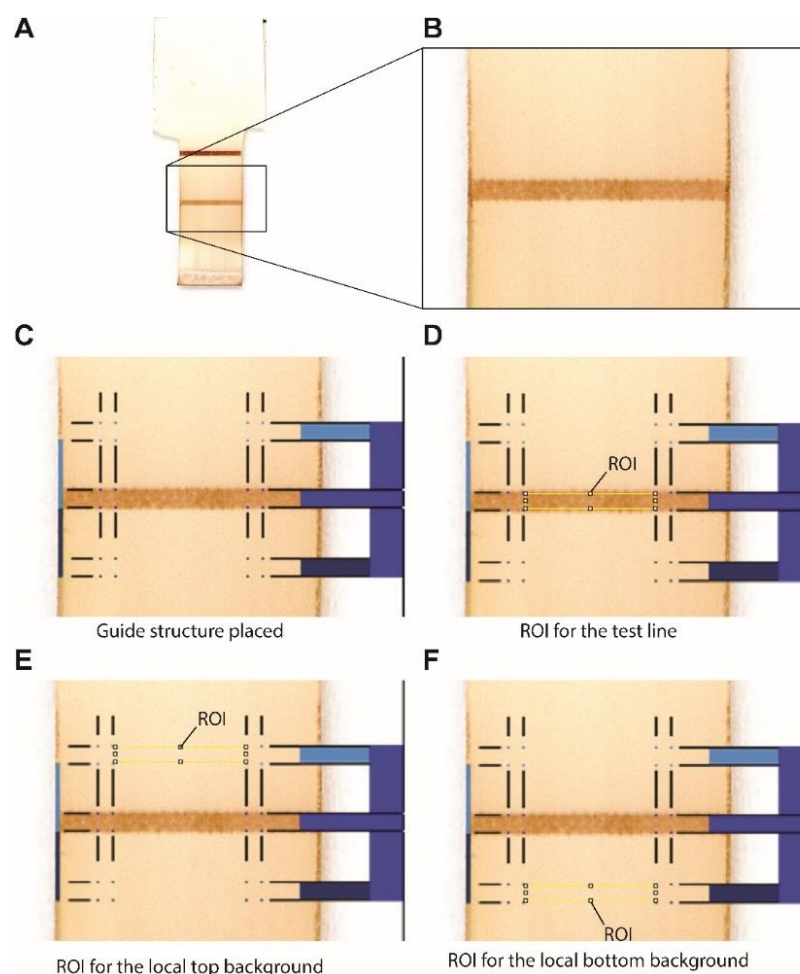 A
B
C
D
ROI
Guide structure placed
ROI for the test line
E
F
ROI
ROI
ROI for the local top background
ROI for the local bottom background